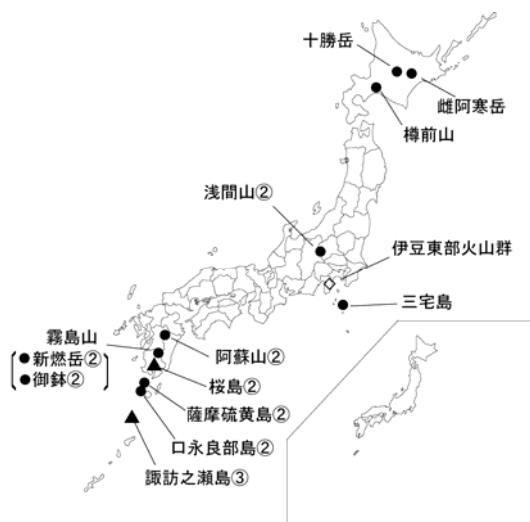 十勝岳
雌阿寒岳
樽前山
浅間山②
伊豆東部火山群
三宅島
霧島山
新燃岳②
御鉢②
阿蘇山②
桜島②
薩摩硫黄島②
口永良部島②
諏訪之瀬島③